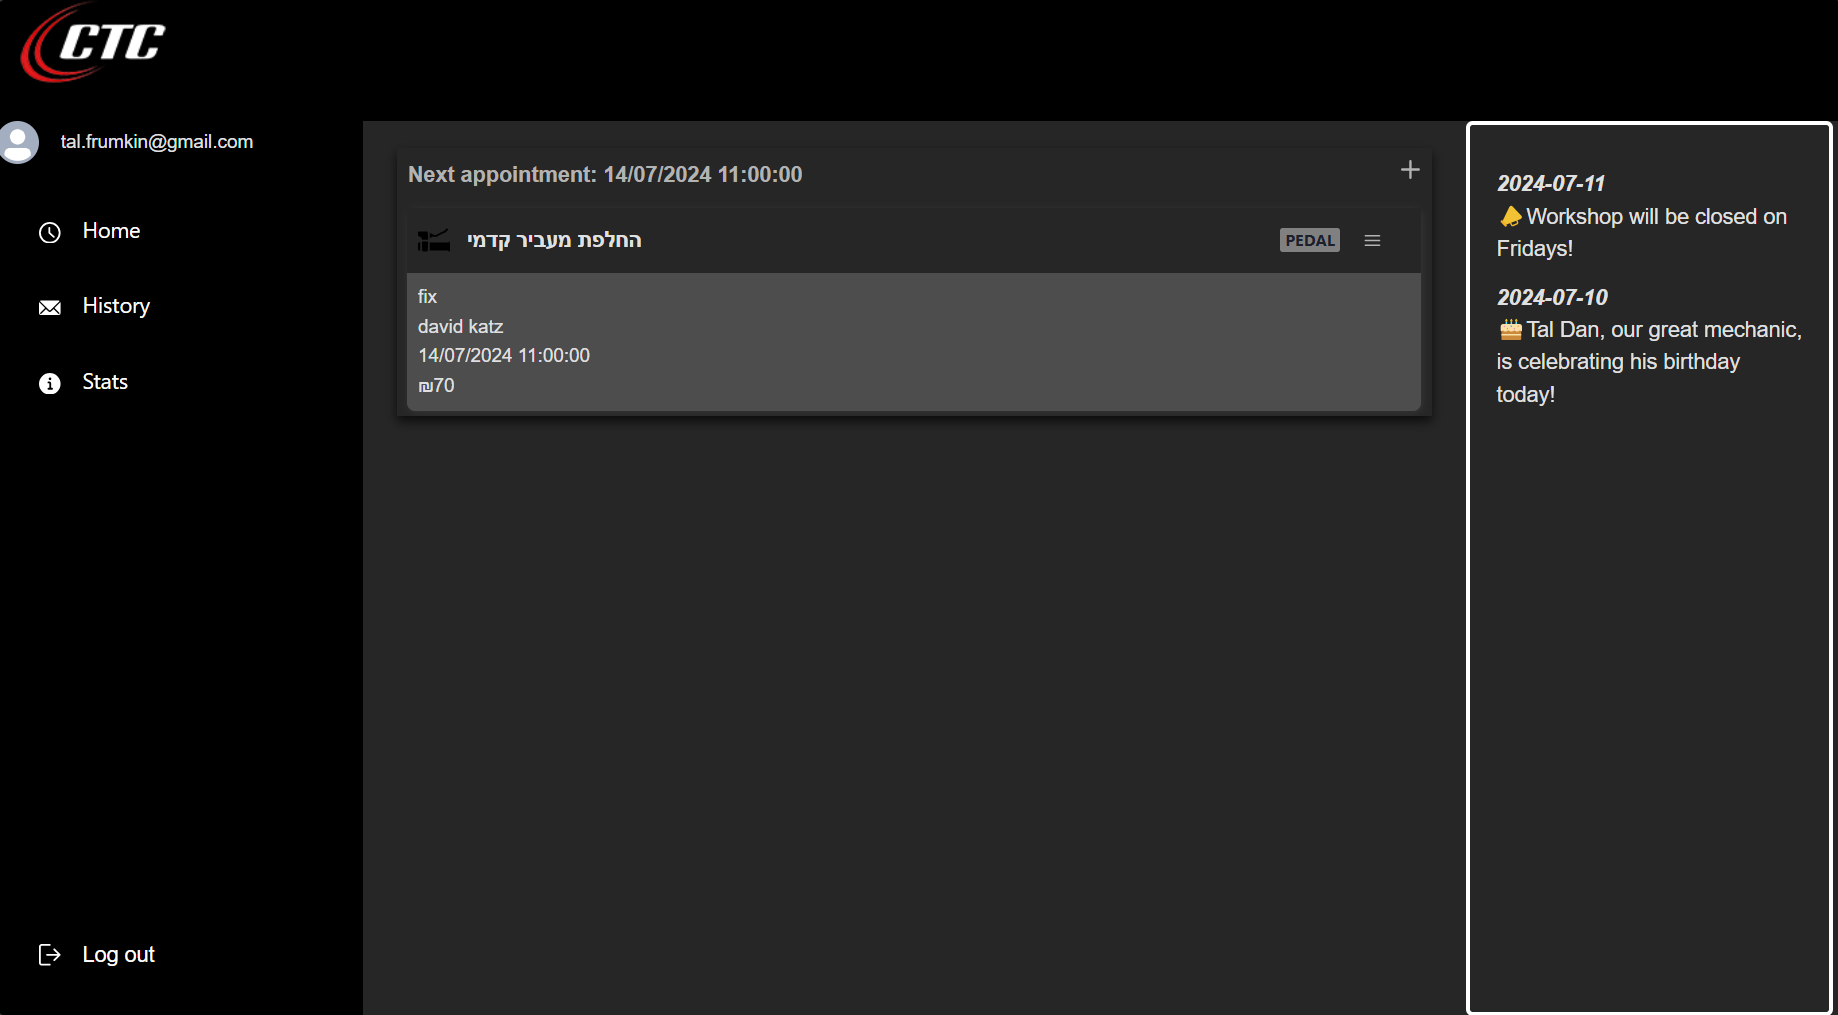 CTC
tal.frumkin@gmail.com
Home
History
Stats
Log out
Next appointment: 14/07/2024 11:00:00
החלפת מעביר קדמי
PEDAL
fix
david katz
14/07/2024 11:00:00
₪70
2024-07-11
📣Workshop will be closed on
Fridays!
2024-07-10
🎂Tal Dan, our great mechanic,
is celebrating his birthday
today!